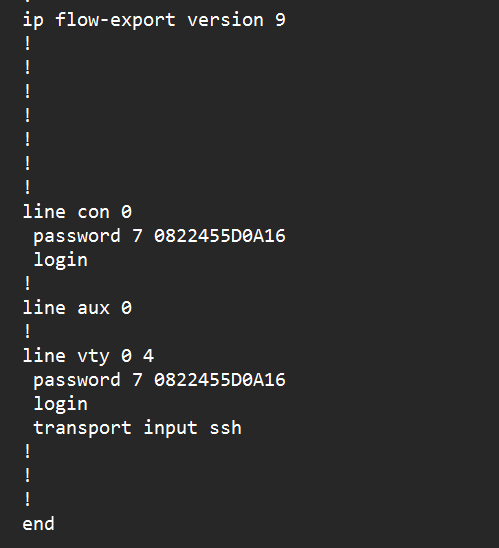 ip flow-export version 9
!
!
!
!
!
!
!
line con 0
 password 7 0822455D0A16
 login
!
line aux 0
!
line vty 0 4
 password 7 0822455D0A16
 login
 transport input ssh
!
!
!
end